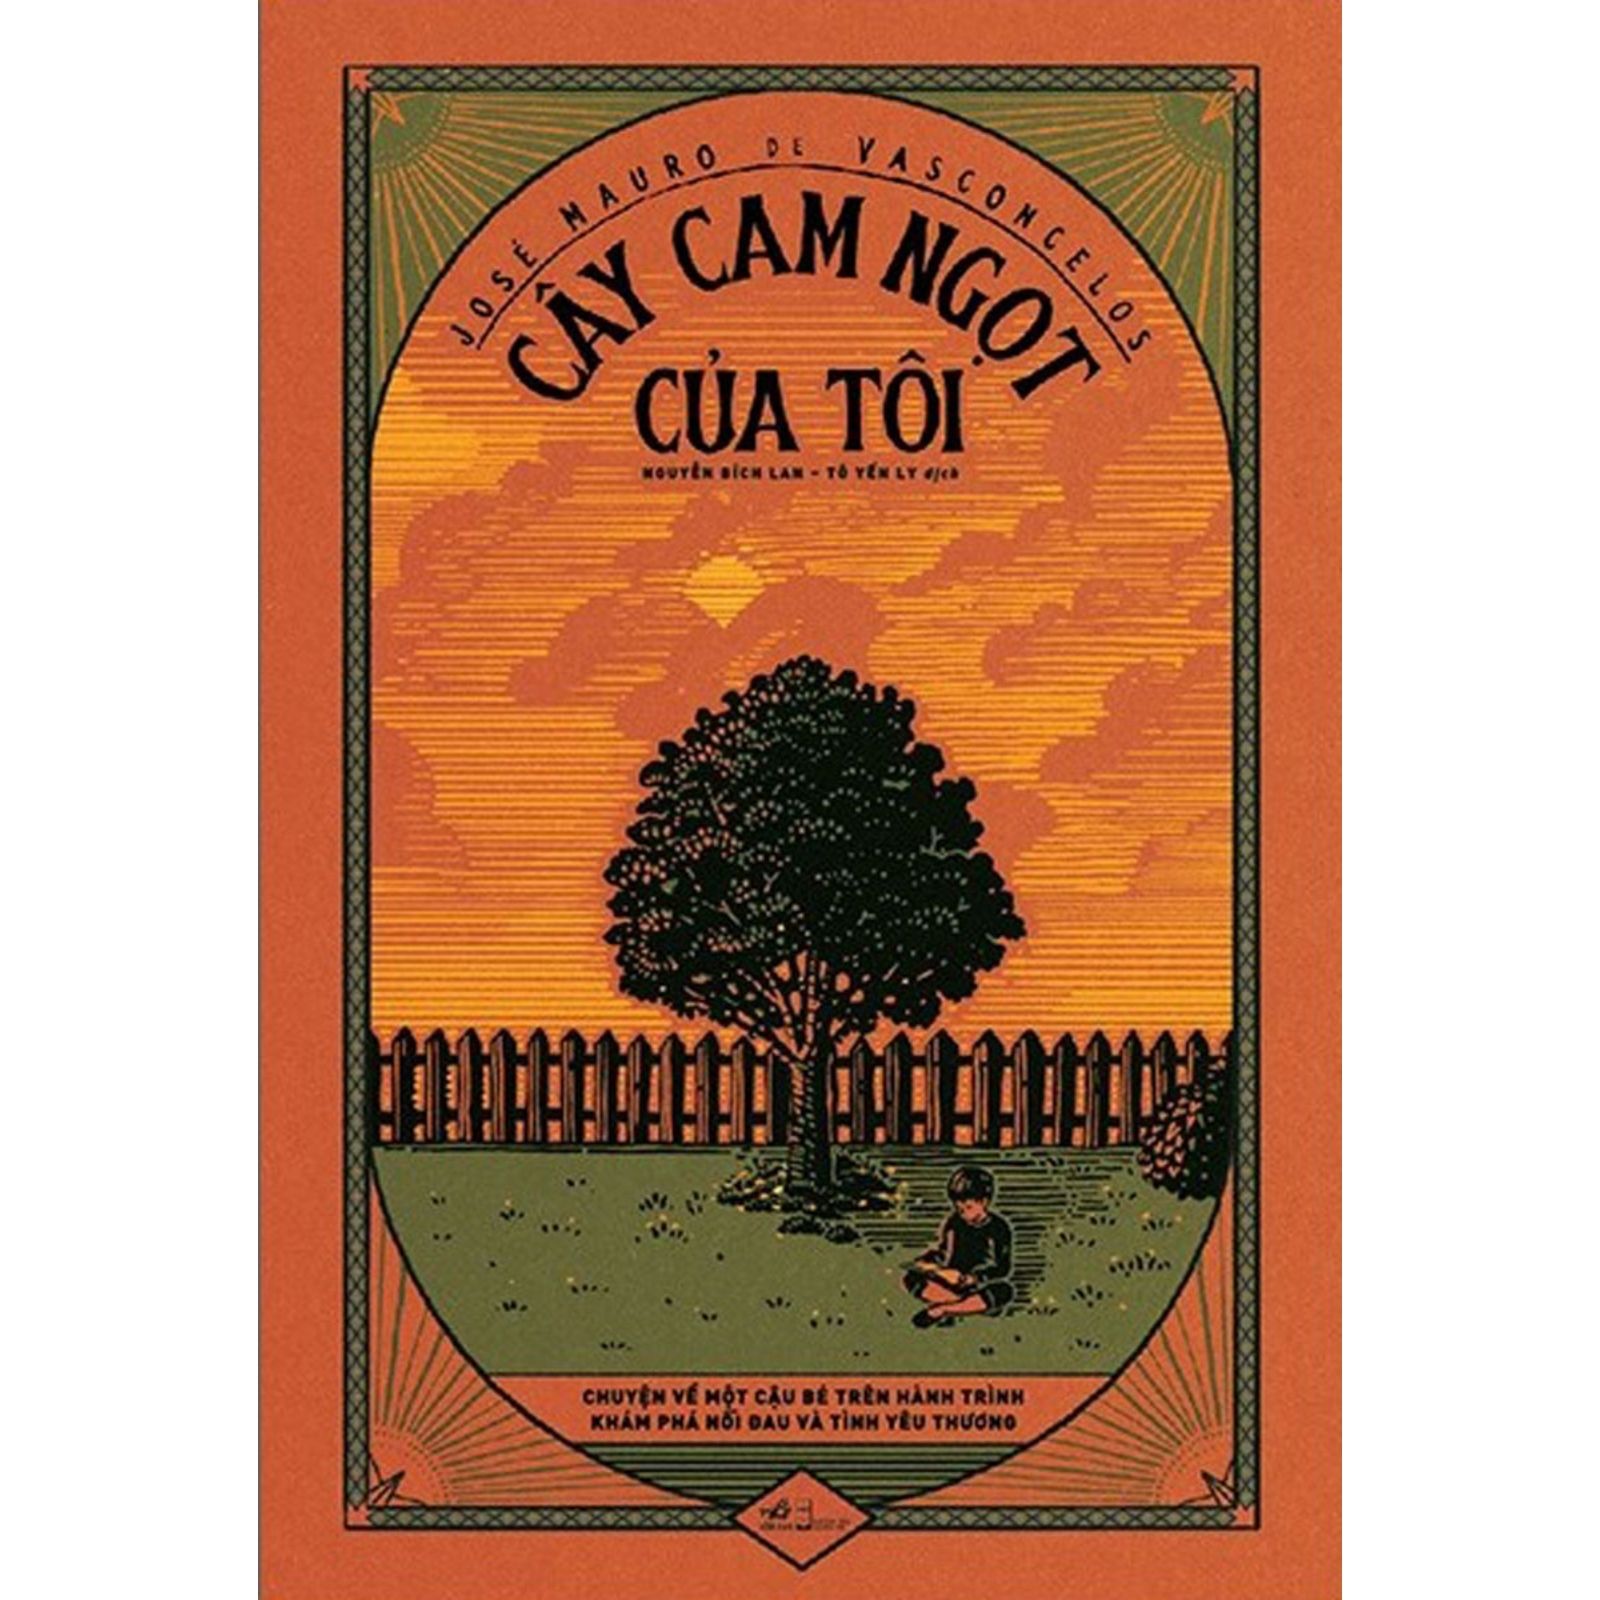 JOSÉ MAURO DE VASCONCELOS
CÂY CAM NGỌT
CỦA TÔI
NGUYỄN BÍCH LAN - TÔ YẾN LY dịch
CHUYỆN VỀ MỘT CẬU BÉ TRÊN HÀNH TRÌNH
KHÁM PHÁ NỖI ĐAU VÀ TÌNH YÊU THƯƠNG